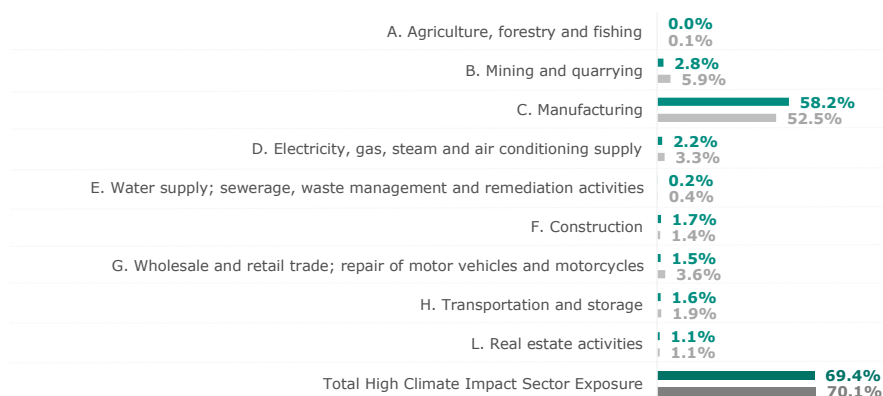 A. Agriculture, forestry and fishing 0.0%
0.1%
B. Mining and quarrying 2.8%
5.9%
C. Manufacturing 58.2%
52.5%
D. Electricity, gas, steam and air conditioning supply 2.2%
3.3%
E. Water supply; sewerage, waste management and remediation activities 0.2%
0.4%
F. Construction 1.7%
1.4%
G. Wholesale and retail trade; repair of motor vehicles and motorcycles 1.5%
3.6%
H. Transportation and storage 1.6%
1.9%
L. Real estate activities 1.1%
1.1%
Total High Climate Impact Sector Exposure 69.4%
70.1%